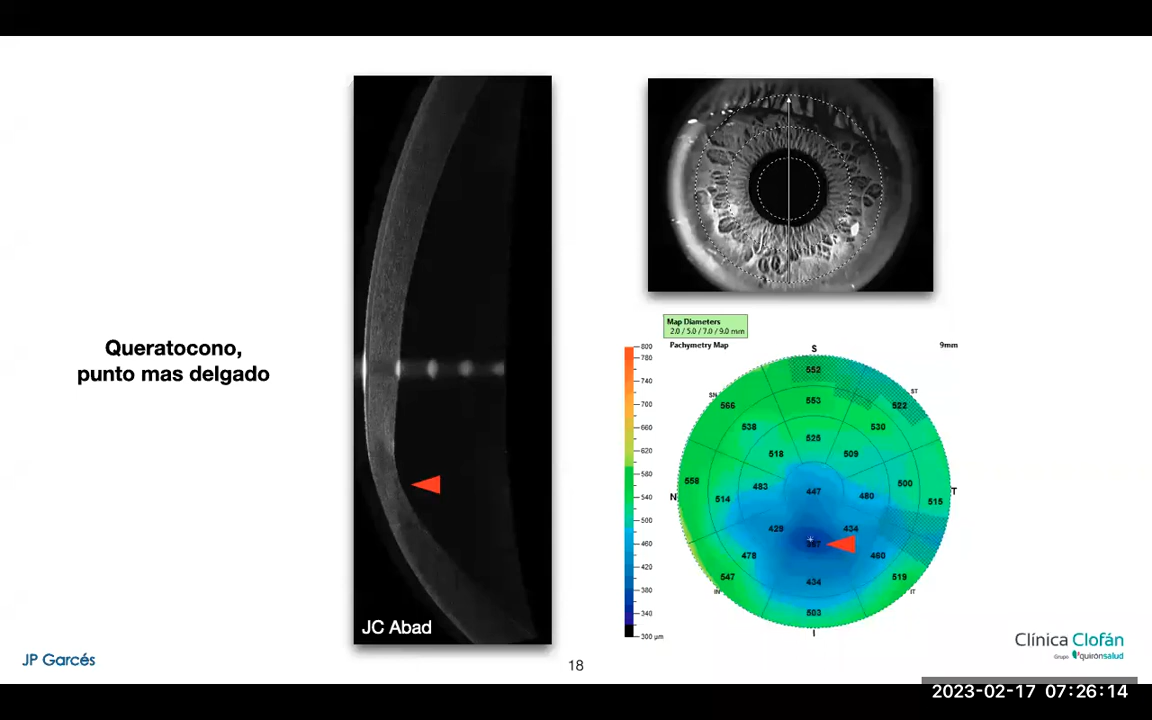 Queratocono,
punto mas delgado
JC Abad
Map Diameters
2.0 / 5.0 / 7.0 / 9.0 mm
Pachymetry Map
9mm
800
780
740
700
660
620
580
540
500
460
420
380
340
300 µm
S
552
SN
ST
566
553
522
538
530
525
518
509
558
483
447
480
500
N
T
514
515
429
434
478
460
547
434
519
IN
IT
503
I
JP Garcés
18
Clínica Clofán
Grupo quirónsalud
2023-02-17 07:26:14